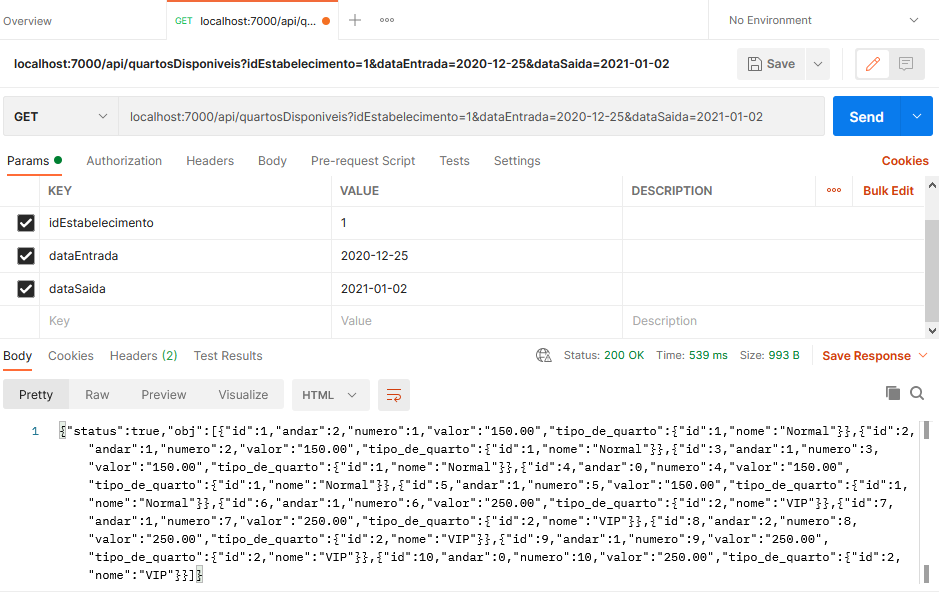 Overview
GET localhost:7000/api/q...
No Environment
localhost:7000/api/quartosDisponiveis?idEstabelecimento=1&dataEntrada=2020-12-25&dataSaida=2021-01-02
Save
GET
localhost:7000/api/quartosDisponiveis?idEstabelecimento=1&dataEntrada=2020-12-25&dataSaida=2021-01-02
Send
Params Authorization Headers Body Pre-request Script Tests Settings Cookies
KEY VALUE DESCRIPTION Bulk Edit
idEstabelecimento 1
dataEntrada 2020-12-25
dataSaida 2021-01-02
Key Value Description
Body Cookies Headers (2) Test Results Status: 200 OK Time: 539 ms Size: 993 B Save Response
Pretty Raw Preview Visualize HTML
1 {"status":true,"obj":[{"id":1,"andar":2,"numero":1,"valor":"150.00","tipo_de_quarto":{"id":1,"nome":"Normal"}},{"id":2,
"andar":1,"numero":2,"valor":"150.00","tipo_de_quarto":{"id":1,"nome":"Normal"}},{"id":3,"andar":1,"numero":3,
"valor":"150.00","tipo_de_quarto":{"id":1,"nome":"Normal"}},{"id":4,"andar":0,"numero":4,"valor":"150.00",
"tipo_de_quarto":{"id":1,"nome":"Normal"}},{"id":5,"andar":1,"numero":5,"valor":"150.00","tipo_de_quarto":{"id":1,
"nome":"Normal"}},{"id":6,"andar":1,"numero":6,"valor":"250.00","tipo_de_quarto":{"id":2,"nome":"VIP"}},{"id":7,
"andar":1,"numero":7,"valor":"250.00","tipo_de_quarto":{"id":2,"nome":"VIP"}},{"id":8,"andar":2,"numero":8,
"valor":"250.00","tipo_de_quarto":{"id":2,"nome":"VIP"}},{"id":9,"andar":1,"numero":9,"valor":"250.00",
"tipo_de_quarto":{"id":2,"nome":"VIP"}},{"id":10,"andar":0,"numero":10,"valor":"250.00","tipo_de_quarto":{"id":2,
"nome":"VIP"}}]}